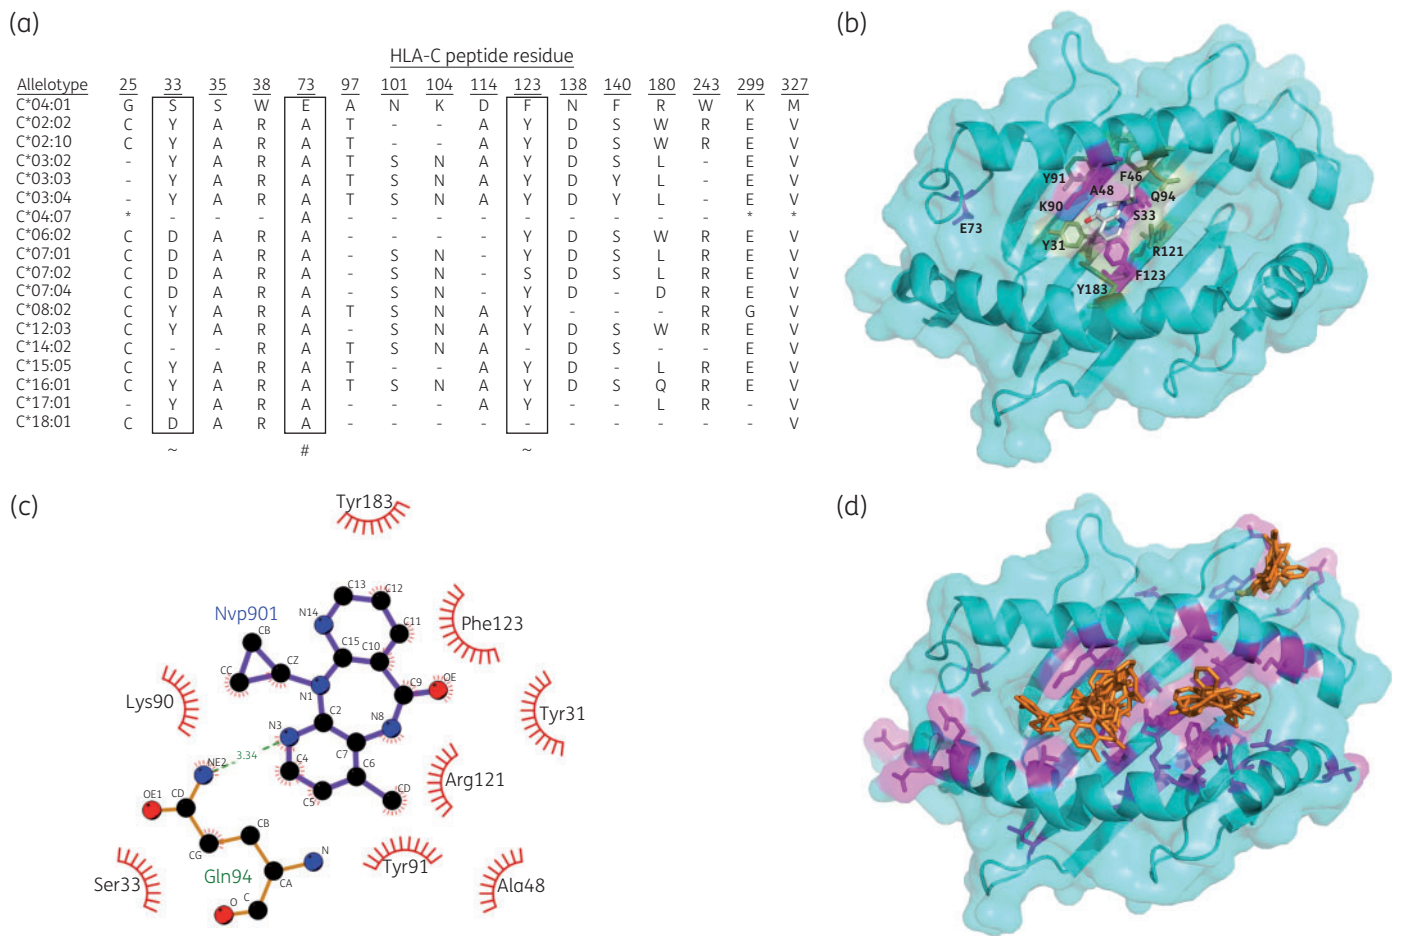 (a)
HLA-C peptide residue
Allelotype 25 33 35 38 73 97 101 104 114 123 138 140 180 243 299 327
C*04:01 G S S W E A N K D F N F R W K M
C*02:02 C Y A R A T - - A Y D S W R E V
C*02:10 C Y A R A T - - A Y D S W R E V
C*03:02 - Y A R A T S N A Y D S L - E V
C*03:03 - Y A R A T S N A Y D Y L - E V
C*03:04 - Y A R A T S N A Y D Y L - E V
C*04:07 * - - - A - - - - - - - - - * *
C*06:02 C D A R A - - - - Y D S W R E V
C*07:01 C D A R A - S N - Y D S L R E V
C*07:02 C D A R A - S N - S D S L R E V
C*07:04 C D A R A - S N - Y D - D R E V
C*08:02 C Y A R A T S N A Y - - - R G V
C*12:03 C Y A R A - S N A Y D S W R E V
C*14:02 C - - R A T S N A - D S - - E V
C*15:05 C Y A R A T - - A Y D - L R E V
C*16:01 C Y A R A T S N A Y D S Q R E V
C*17:01 - Y A R A - - - A Y - - L R - V
C*18:01 C D A R A - - - - - - - - - - V
~ # ~
(b)
Y91
F46
A48
Q94
K90
S33
E73
Y31
R121
F123
Y183
(c)
Tyr183
C13
C12
Nvp901
N14
C11
Phe123
CB
C15
C10
CZ
CC
C9
OE
Lys90
N1
Tyr31
C2
N8
N3
3.34
C7
NE2
C4
C6
Arg121
OE1
CD
C5
CD
CB
CG
N
Tyr91
Gln94
CA
Ser33
Ala48
O
C
(d)